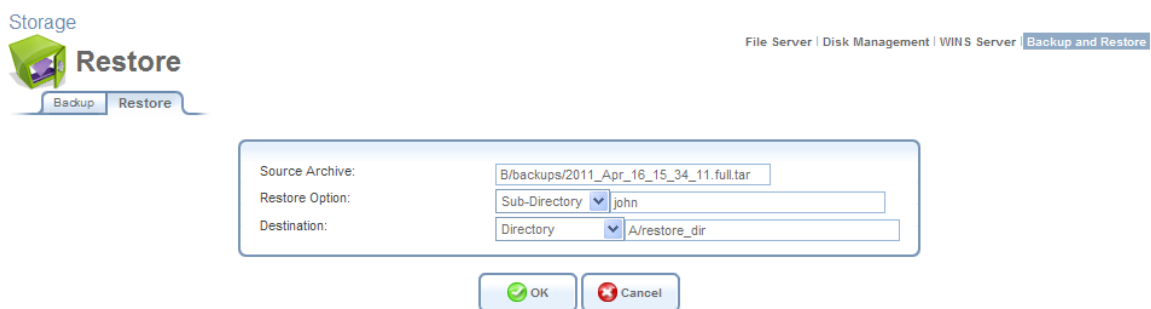 Storage
File Server | Disk Management | WINS Server | Backup and Restore
Restore
Backup Restore
Source Archive: B/backups/2011_Apr_16_15_34_11.full.tar
Restore Option: Sub-Directory john
Destination: Directory A/restore_dir
OK Cancel